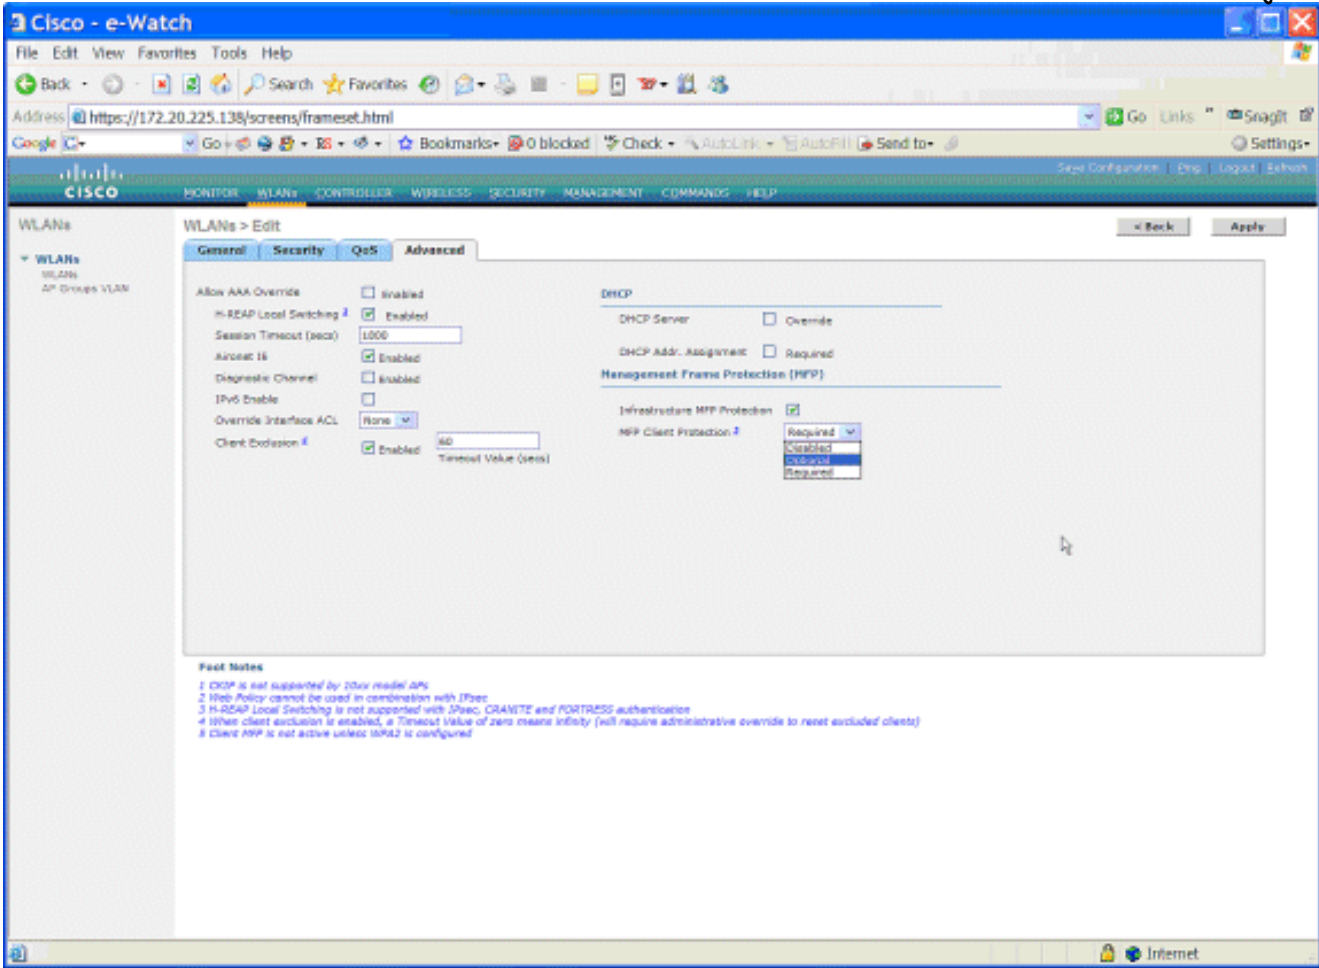 Cisco - e-Watch
File Edit View Favorites Tools Help
Back Search Favorites
Address https://172.20.225.138/screens/frameset.html Go Links » SnagIt
Google Go RS Bookmarks 0 blocked Check AutoLink AutoFill Send to Settings
Save Configuration | Ping | Logout | Refresh
CISCO MONITOR WLANs CONTROLLER WIRELESS SECURITY MANAGEMENT COMMANDS HELP
WLANs
WLANs
WLANs
AP Groups VLAN
WLANs > Edit
< Back Apply
General Security QoS Advanced
Allow AAA Override Enabled
H-REAP Local Switching Enabled
Session Timeout (secs) 1800
Aironet IE Enabled
Diagnostic Channel Enabled
IPv6 Enable
Override Interface ACL None
Client Exclusion 4 Enabled 60
Timeout Value (secs)
DHCP
DHCP Server Override
DHCP Addr. Assignment Required
Management Frame Protection (MFP)
Infrastructure MFP Protection
MFP Client Protection Required
Disabled
Optional
Required
Foot Notes
1 CKIP is not supported by 10xx model APs
2 Web Policy cannot be used in combination with IPsec
3 H-REAP Local Switching is not supported with IPsec, CRANITE and FORTRESS authentication
4 When client exclusion is enabled, a Timeout Value of zero means infinity (will require administrative override to reset excluded clients)
5 Client MFP is not active unless WPA2 is configured
Internet